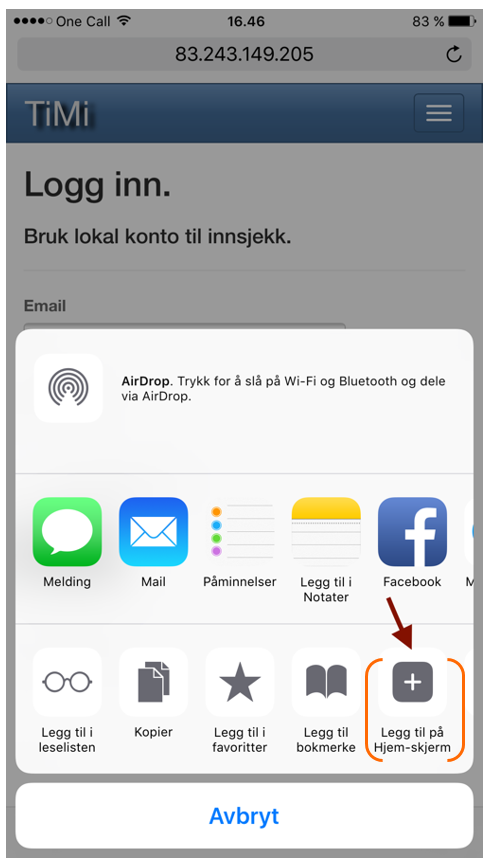 One Call 16.46 83 %
83.243.149.205
TiMi
Logg inn.
Bruk lokal konto til innsjekk.
Email
AirDrop. Trykk for å slå på Wi-Fi og Bluetooth og dele
via AirDrop.
Melding Mail Påminnelser Legg til i Facebook M
Notater
Legg til i Kopier Legg til i Legg til Legg til på
leselisten favoritter bokmerke Hjem-skjerm
Avbryt